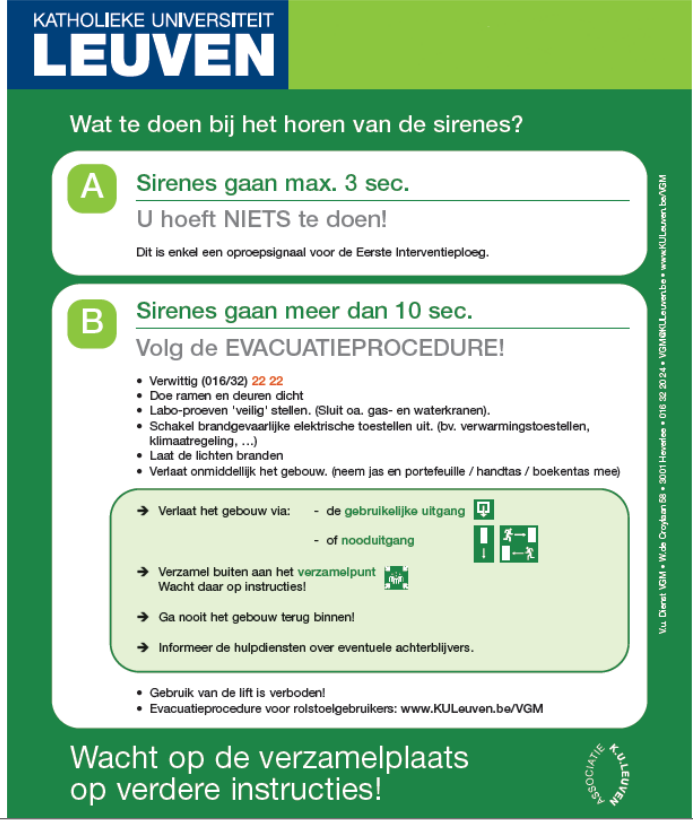 KATHOLIEKE UNIVERSITEIT
LEUVEN
Wat te doen bij het horen van de sirenes?
A
Sirenes gaan max. 3 sec.
U hoeft NIETS te doen!
Dit is enkel een oproepsignaal voor de Eerste Interventieploeg.
B
Sirenes gaan meer dan 10 sec.
Volg de EVACUATIEPROCEDURE!
• Verwittig (016/32) 22 22
• Doe ramen en deuren dicht
• Labo-proeven 'veilig' stellen. (Sluit oa. gas- en waterkranen).
• Schakel brandgevaarlijke elektrische toestellen uit. (bv. verwarmingstoestellen,
klimaatregeling, ...)
• Laat de lichten branden
• Verlaat onmiddellijk het gebouw. (neem jas en portefeuille / handtas / boekentas mee)
➔ Verlaat het gebouw via: - de gebruikelijke uitgang
- of nooduitgang
➔ Verzamel buiten aan het verzamelpunt
Wacht daar op instructies!
➔ Ga nooit het gebouw terug binnen!
➔ Informeer de hulpdiensten over eventuele achterblijvers.
• Gebruik van de lift is verboden!
• Evacuatieprocedure voor rolstoelgebruikers: www.KULeuven.be/VGM
Wacht op de verzamelplaats
op verdere instructies!
ASSOCIATIE K.U.LEUVEN
V.u. Dienst VGM • W.de Croylaan 58 • 3001 Heverlee • 016 32 20 24 • VGM@KULeuven.be • www.KULeuven.be/VGM